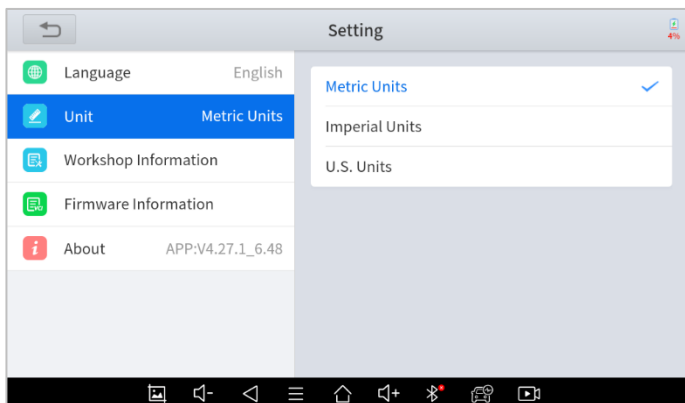 Setting
4%
Language English
Unit Metric Units
Workshop Information
Firmware Information
About APP:V4.27.1_6.48
Metric Units
Imperial Units
U.S. Units